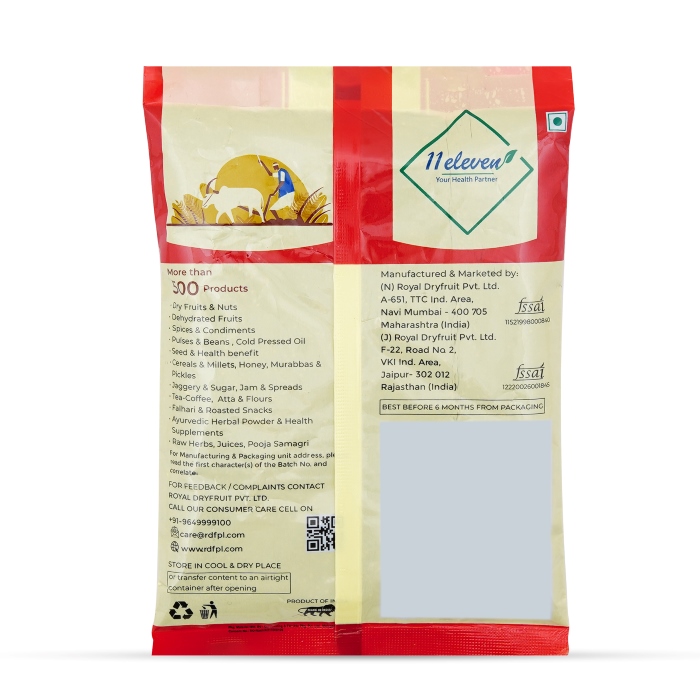 11 eleven
Your Health Partner
More than
300 Products
· Dry Fruits & Nuts
· Dehydrated Fruits
· Spices & Condiments
· Pulses & Beans , Cold Pressed Oil
· Seed & Health benefit
· Cereals & Millets, Honey, Murabbas &
Pickles
· Jaggery & Sugar, Jam & Spreads
· Tea-Coffee, Atta & Flours
· Falhari & Roasted Snacks
· Ayurvedic Herbal Powder & Health
Supplements
· Raw Herbs, Juices, Pooja Samagri
For Manufacturing & Packaging unit address, ple
read the first character(s) of the Batch No. and
correlate.
FOR FEEDBACK / COMPLAINTS CONTACT
ROYAL DRYFRUIT PVT. LTD.
CALL OUR CONSUMER CARE CELL ON
+91-9649999100
care@rdfpl.com
www.rdfpl.com
STORE IN COOL & DRY PLACE
or transfer content to an airtight
container after opening
PRODUCT OF IN
Manufactured & Marketed by:
(N) Royal Dryfruit Pvt. Ltd.
A-651, TTC Ind. Area,
Navi Mumbai - 400 705
Maharashtra (India)
fssai
11521998000840
(J) Royal Dryfruit Pvt. Ltd.
F-22, Road No 2,
VKI Ind. Area,
Jaipur- 302 012
Rajasthan (India)
fssai
12220026001845
BEST BEFORE 6 MONTHS FROM PACKAGING